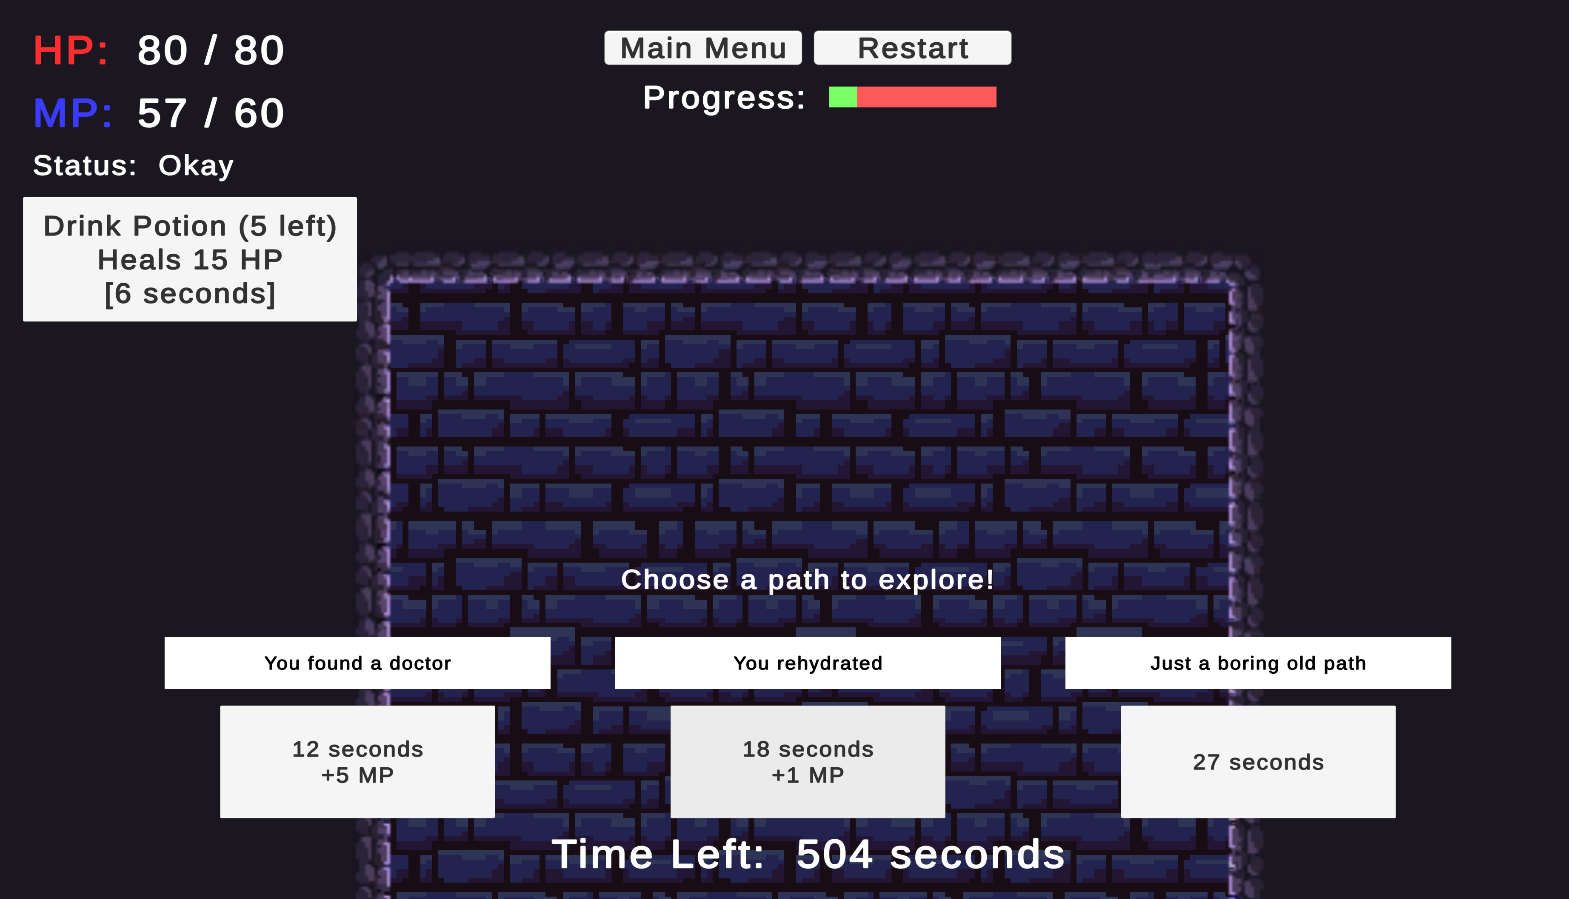 HP: 80 / 80
MP: 57 / 60
Status: Okay
Drink Potion (5 left)
Heals 15 HP
[6 seconds]
Main Menu
Restart
Progress:
Choose a path to explore!
You found a doctor
You rehydrated
Just a boring old path
12 seconds
+5 MP
18 seconds
+1 MP
27 seconds
Time Left: 504 seconds